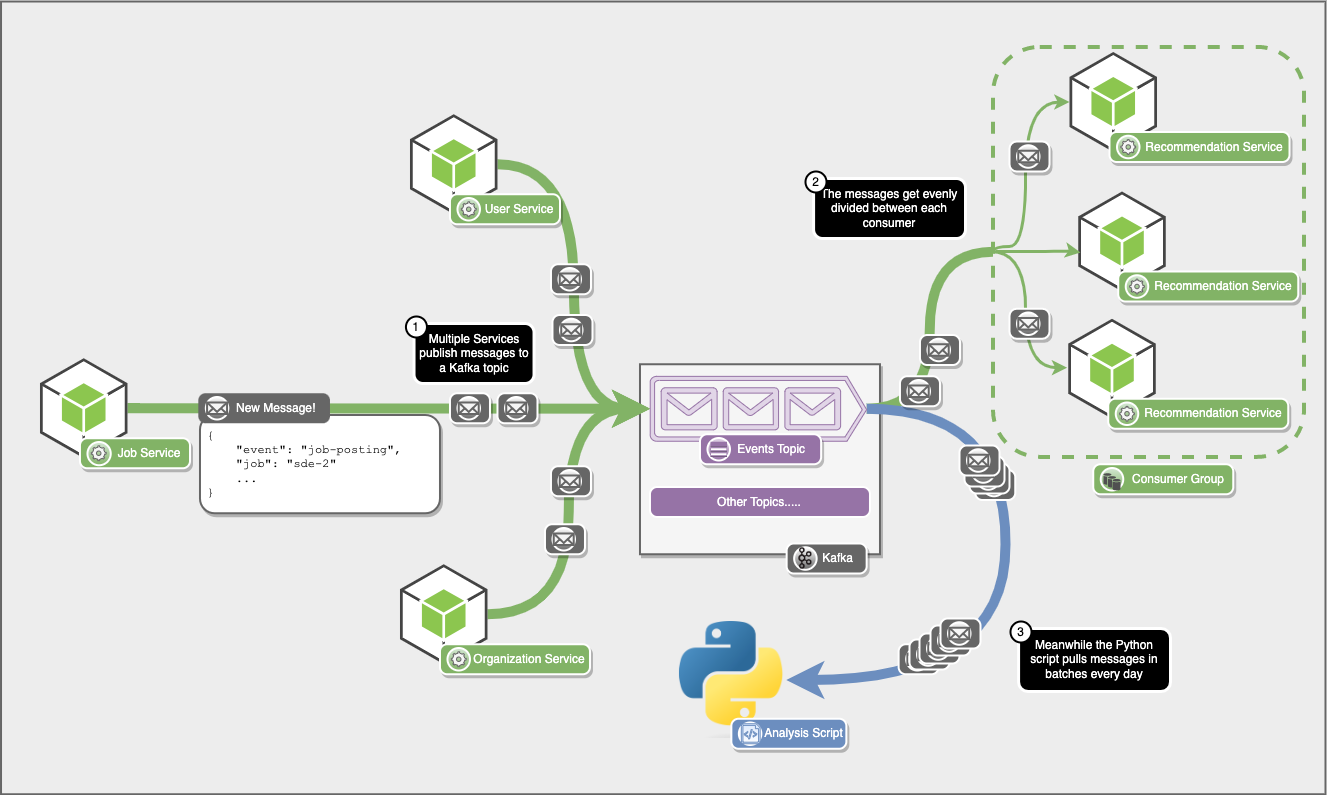 Recommendation Service
2
The messages get evenly
divided between each
consumer
User Service
Recommendation Service
1
Multiple Services
publish messages to
a Kafka topic
New Message!
{
"event": "job-posting",
"job": "sde-2"
...
}
Job Service
Events Topic
Other Topics.....
Kafka
Recommendation Service
Consumer Group
Organization Service
3
Meanwhile the Python
script pulls messages in
batches every day
Analysis Script